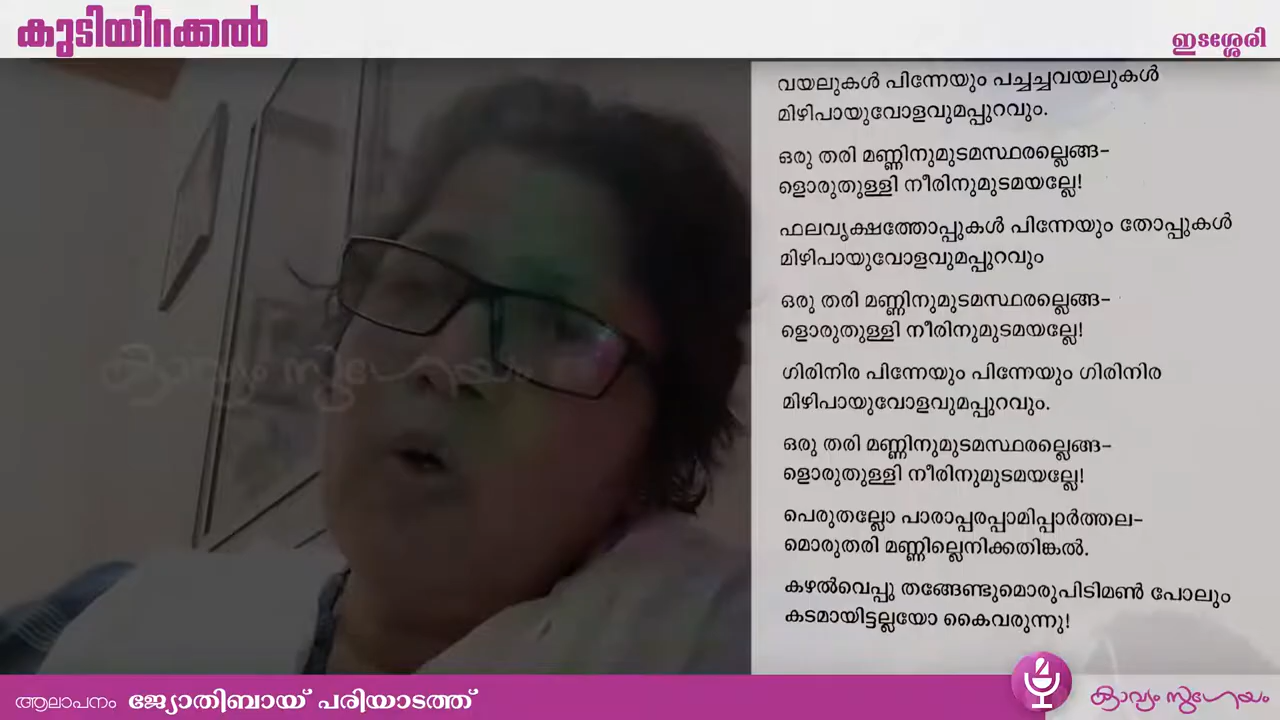 കുടിയിറക്കൽ
ഇടശ്ശേരി
വയലുകൾ പിന്നേയും പച്ചച്ചവയലുകൾ
മിഴിപായുവോളവുമപ്പുറവും.
ഒരു തരി മണ്ണിനുമുടമസ്ഥരല്ലെങ്ങ-
ളൊരുതുള്ളി നീരിനുമുടമയല്ലേ!
ഫലവൃക്ഷത്തോപ്പുകൾ പിന്നേയും തോപ്പുകൾ
മിഴിപായുവോളവുമപ്പുറവും
ഒരു തരി മണ്ണിനുമുടമസ്ഥരല്ലെങ്ങ-
ളൊരുതുള്ളി നീരിനുമുടമയല്ലേ!
ഗിരിനിര പിന്നേയും പിന്നേയും ഗിരിനിര
മിഴിപായുവോളവുമപ്പുറവും.
ഒരു തരി മണ്ണിനുമുടമസ്ഥരല്ലെങ്ങ-
ളൊരുതുള്ളി നീരിനുമുടമയല്ലേ!
പെരുതല്ലോ പാരാപ്പരപ്പാമിപ്പാർത്തല-
മൊരുതരി മണ്ണില്ലെനിക്കതിങ്കൽ.
കഴൽവെപ്പു തങ്ങേണ്ടുമൊരുപിടിമൺ പോലും
കടമായിട്ടല്ലയോ കൈവരുന്നു!
കാവ്യം സുഗേയം
ആലാപനം ജ്യോതിബായ് പരിയാടത്ത്
കാവ്യം സുഗേയം